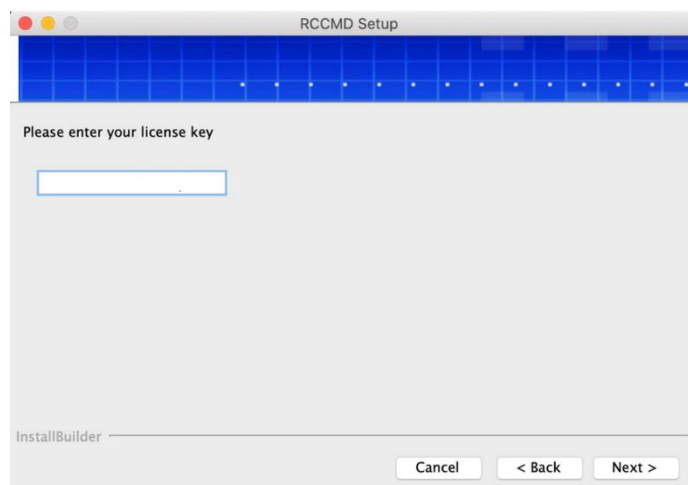 RCCMD Setup
Please enter your license key
InstallBuilder
Cancel
< Back
Next >